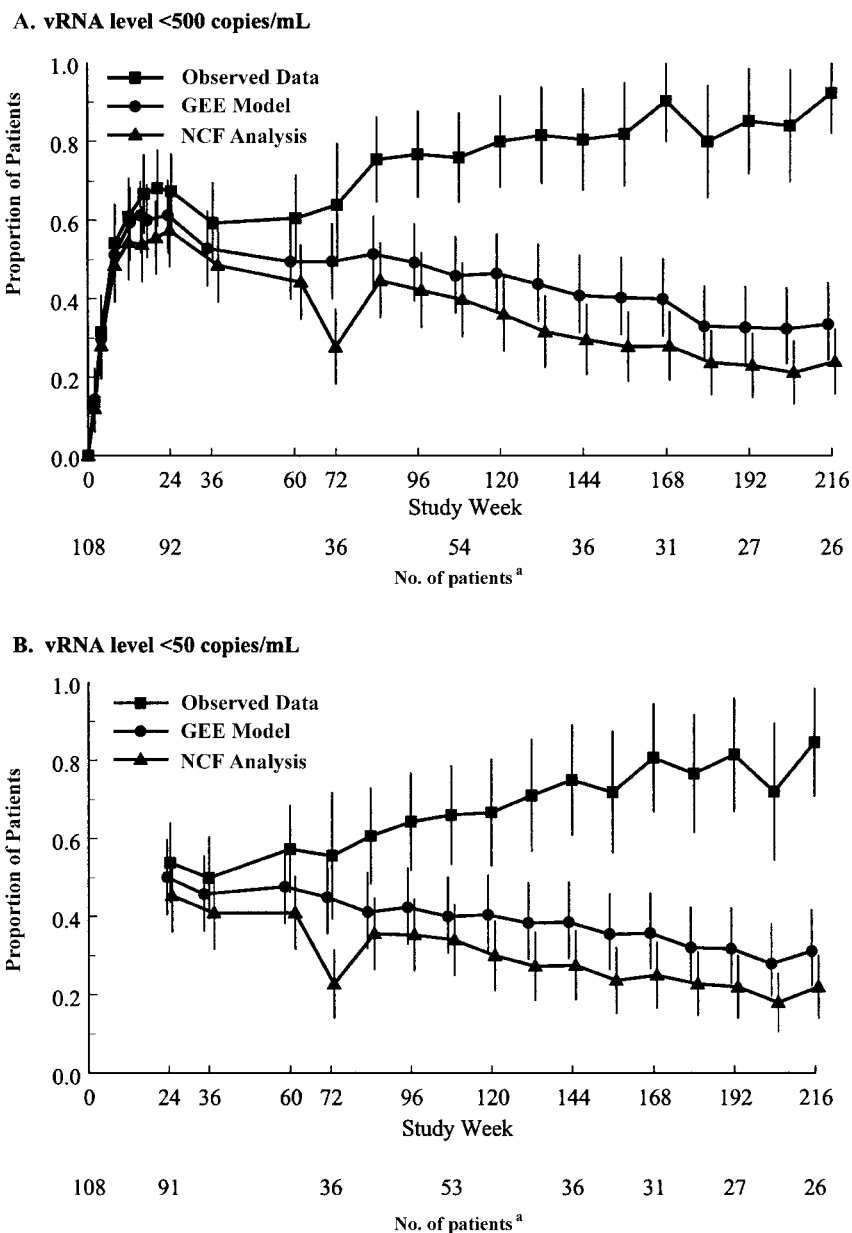 A. vRNA level <500 copies/mL
1.0
0.8
0.6
0.4
0.2
0.0
Proportion of Patients
Observed Data
GEE Model
NCF Analysis
0 24 36 60 72 96 120 144 168 192 216
Study Week
108 92 36 54 36 31 27 26
No. of patients a
B. vRNA level <50 copies/mL
1.0
0.8
0.6
0.4
0.2
0.0
Proportion of Patients
Observed Data
GEE Model
NCF Analysis
0 24 36 60 72 96 120 144 168 192 216
Study Week
108 91 36 53 36 31 27 26
No. of patients a